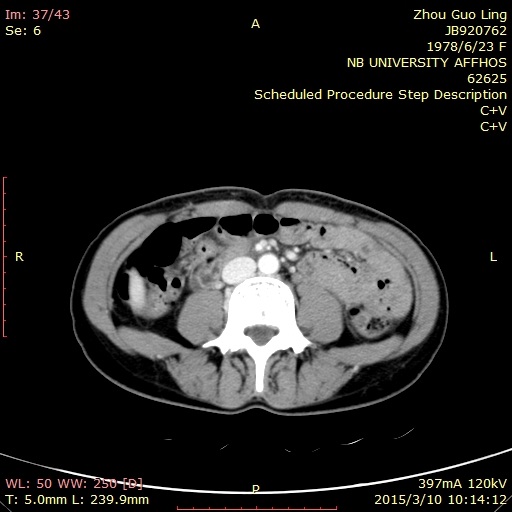 Im: 37/43
Se: 6
A
Zhou Guo Ling
JB920762
1978/6/23 F
NB UNIVERSITY AFFHOS
62625
Scheduled Procedure Step Description
C+V
C+V
R
L
WL: 50 WW: 250 [D]
T: 5.0mm L: 239.9mm
P
397mA 120kV
2015/3/10 10:14:12